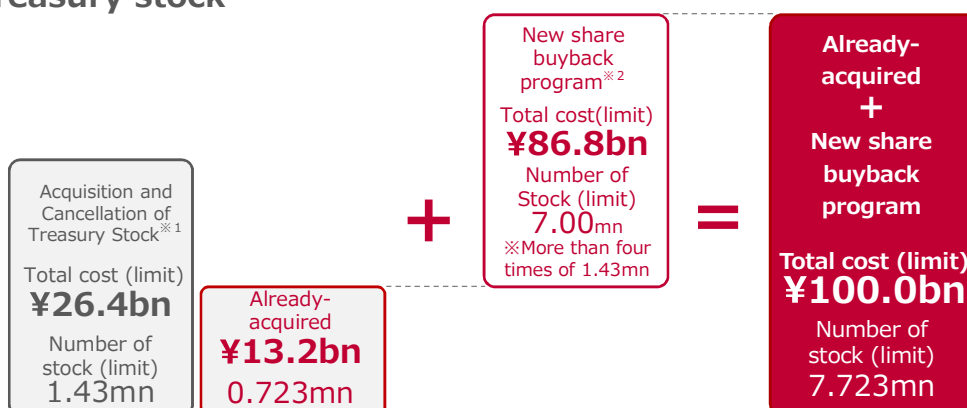 Acquisition and
Cancellation of
Treasury Stock※1
Total cost (limit)
¥26.4bn
Number of
stock (limit)
1.43mn
Already-
acquired
¥13.2bn
0.723mn
+
New share
buyback
program※2
Total cost(limit)
¥86.8bn
Number of
Stock (limit)
7.00mn
※More than four
times of 1.43mn
=
Already-
acquired
+
New share
buyback
program
Total cost (limit)
¥100.0bn
Number of
stock (limit)
7.723mn